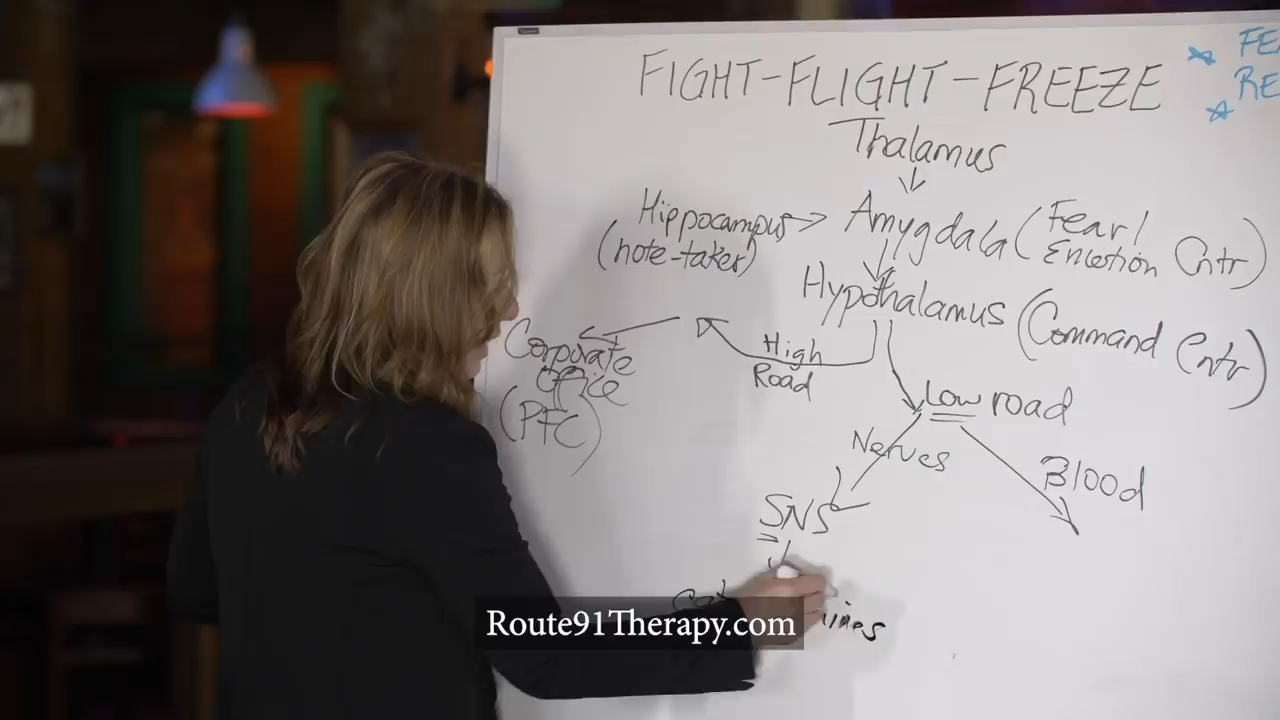 FIGHT-FLIGHT-FREEZE
Thalamus
Hippocampus
(note-taker)
Amygdala (Fear/
Emotion Cntr)
Hypothalamus (Command Cntr)
High
Road
Corporate
Office
(PFC)
Low road
Nerves
Blood
SNS
Route91Therapy.com